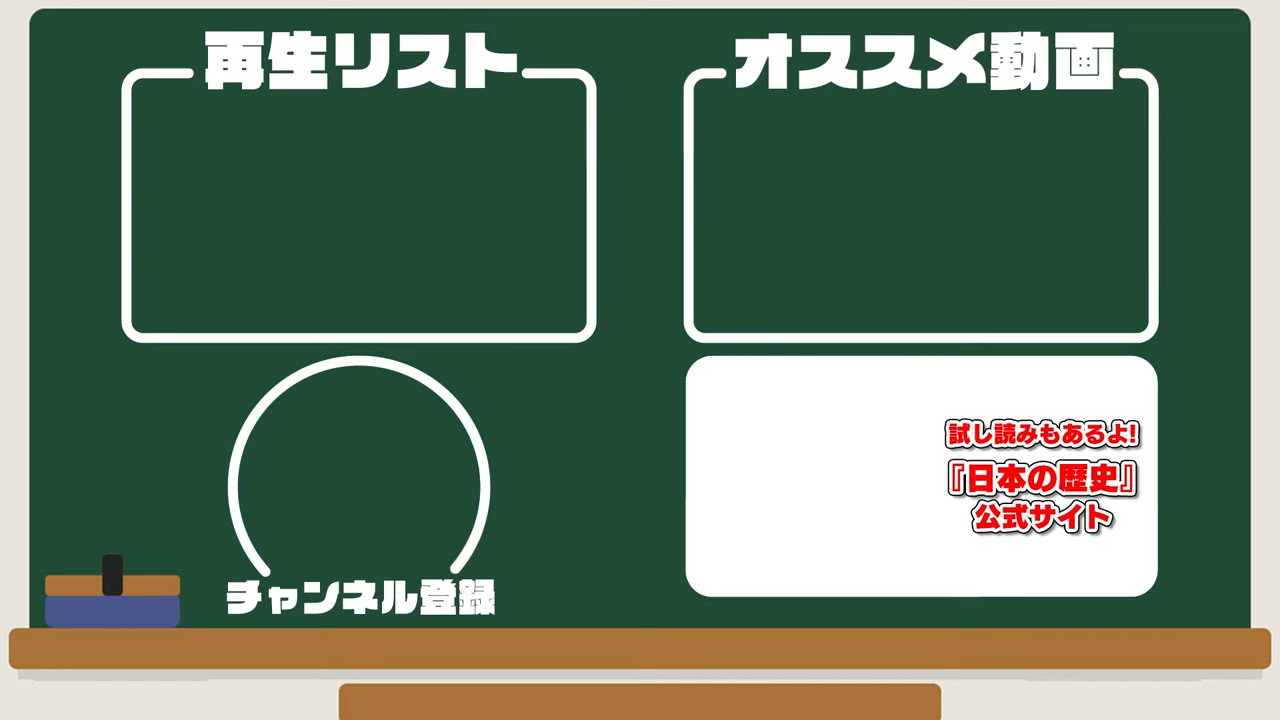 再生リスト
オススメ動画
チャンネル登録
試し読みもあるよ!
『日本の歴史』
公式サイト